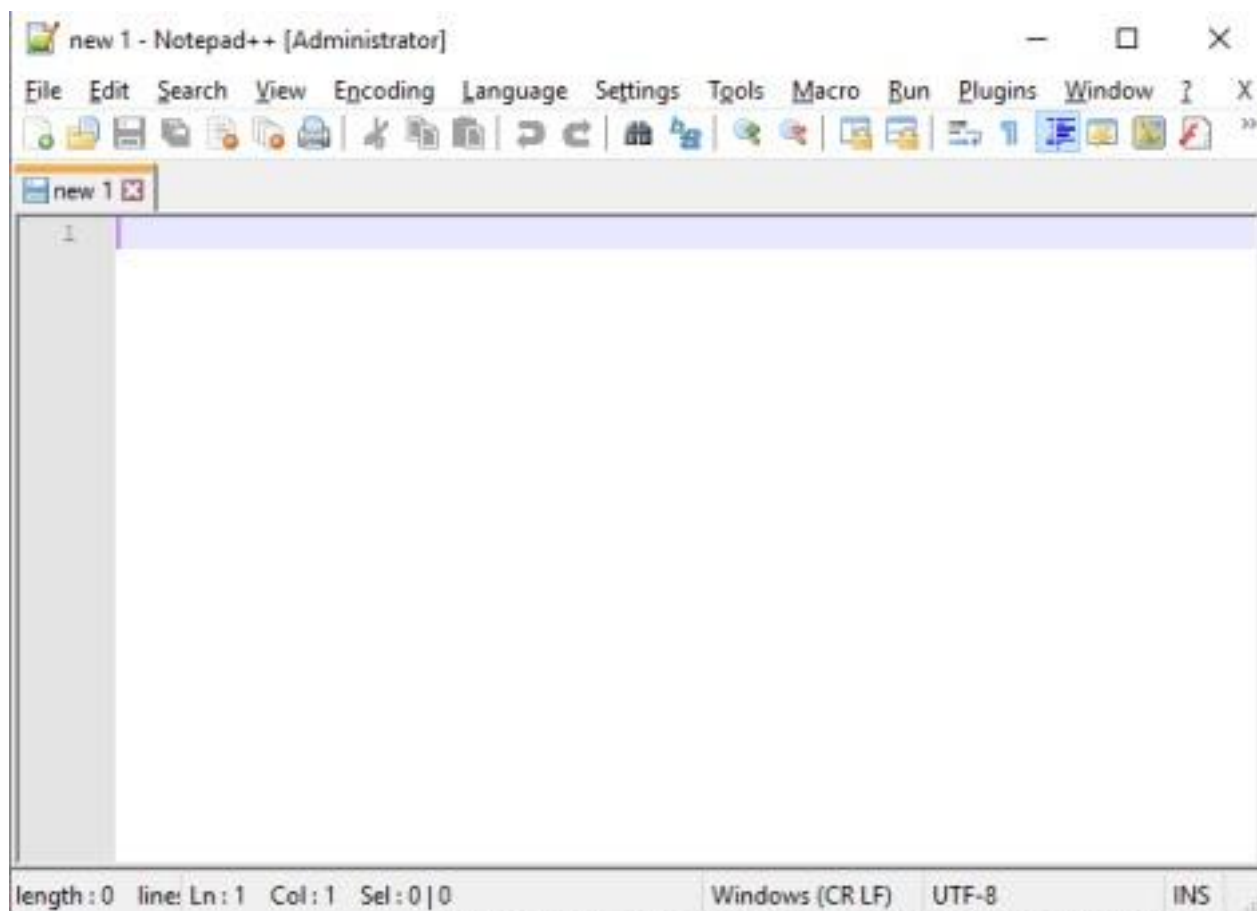 new 1 - Notepad++ [Administrator]
File Edit Search View Encoding Language Settings Tools Macro Run Plugins Window ? X
new 1
1
length : 0 line: Ln : 1 Col : 1 Sel : 0 | 0 Windows (CR LF) UTF-8 INS